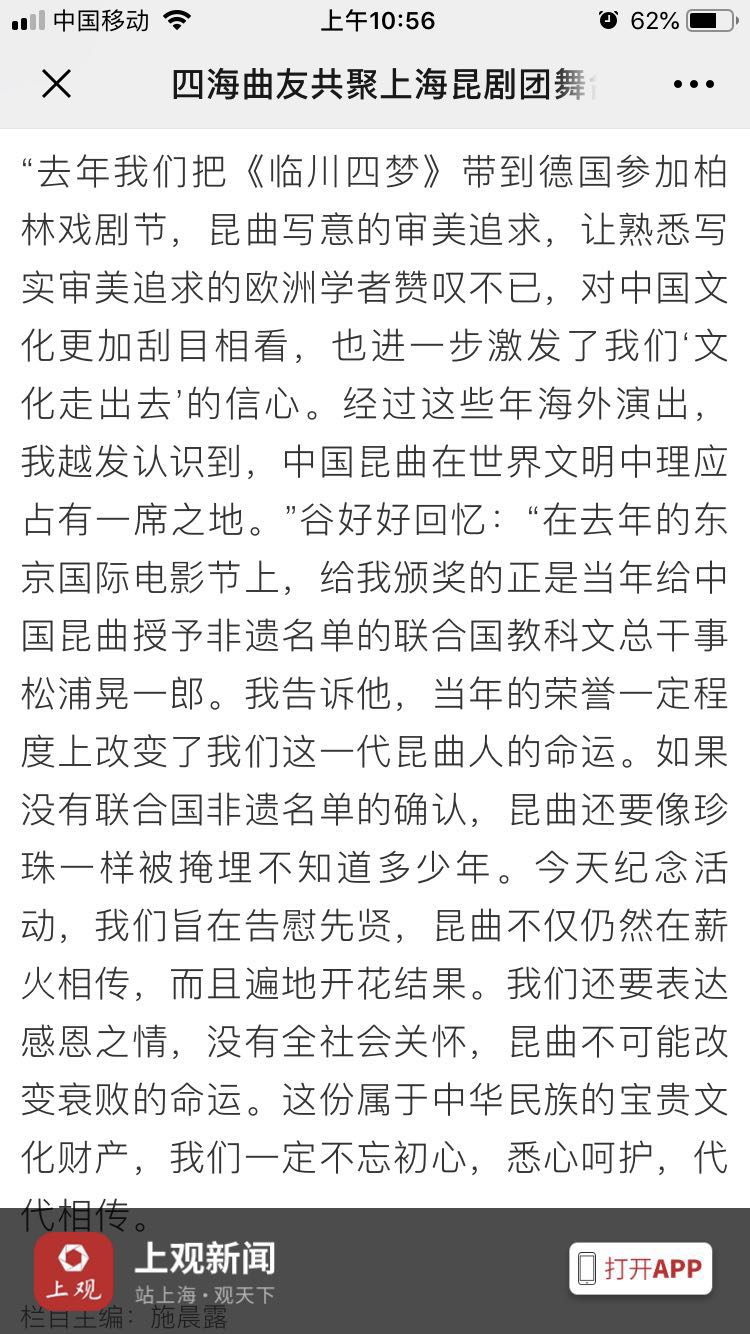 中国移动 上午10:56 62%
四海曲友共聚上海昆剧团舞
“去年我们把《临川四梦》带到德国参加柏
林戏剧节，昆曲写意的审美追求，让熟悉写
实审美追求的欧洲学者赞叹不已，对中国文
化更加刮目相看，也进一步激发了我们‘文
化走出去’的信心。经过这些年海外演出，
我越发认识到，中国昆曲在世界文明中理应
占有一席之地。”谷好好回忆：“在去年的东
京国际电影节上，给我颁奖的正是当年给中
国昆曲授予非遗名单的联合国教科文总干事
松浦晃一郎。我告诉他，当年的荣誉一定程
度上改变了我们这一代昆曲人的命运。如果
没有联合国非遗名单的确认，昆曲还要像珍
珠一样被掩埋不知道多少年。今天纪念活
动，我们旨在告慰先贤，昆曲不仅仍然在薪
火相传，而且遍地开花结果。我们还要表达
感恩之情，没有全社会关怀，昆曲不可能改
变衰败的命运。这份属于中华民族的宝贵文
化财产，我们一定不忘初心，悉心呵护，代
代相传。
上观
上观新闻
站上海·观天下
打开APP
栏目主编：施晨露